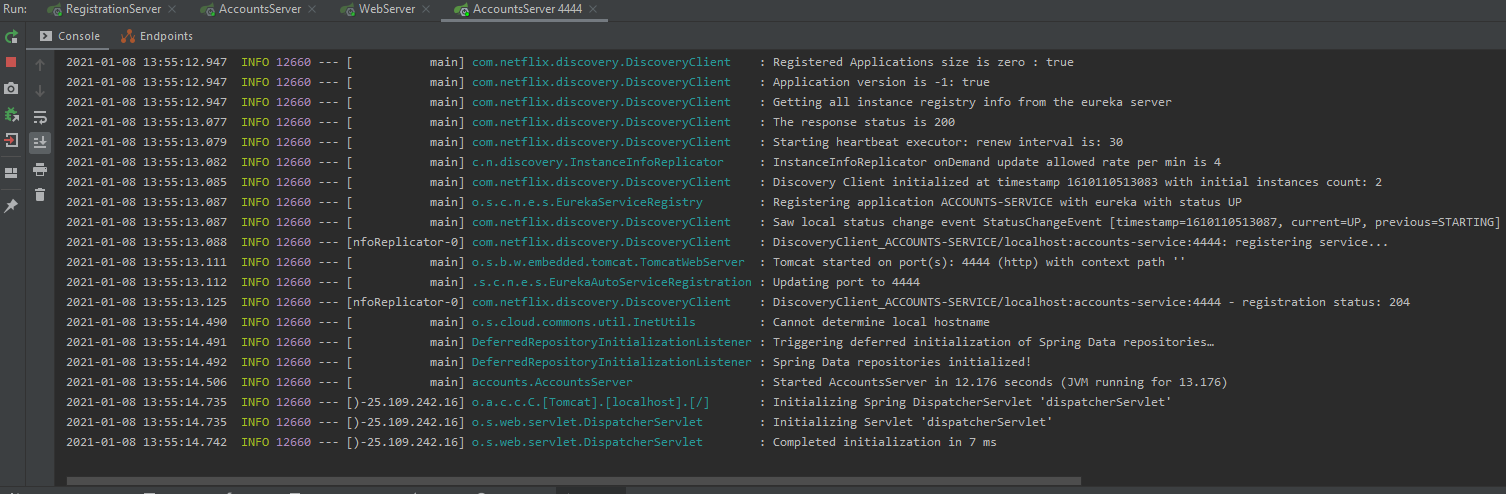 Run: RegistrationServer AccountsServer WebServer AccountsServer 4444
Console Endpoints
2021-01-08 13:55:12.947  INFO 12660 --- [           main] com.netflix.discovery.DiscoveryClient    : Registered Applications size is zero : true
2021-01-08 13:55:12.947  INFO 12660 --- [           main] com.netflix.discovery.DiscoveryClient    : Application version is -1: true
2021-01-08 13:55:12.947  INFO 12660 --- [           main] com.netflix.discovery.DiscoveryClient    : Getting all instance registry info from the eureka server
2021-01-08 13:55:13.077  INFO 12660 --- [           main] com.netflix.discovery.DiscoveryClient    : The response status is 200
2021-01-08 13:55:13.079  INFO 12660 --- [           main] com.netflix.discovery.DiscoveryClient    : Starting heartbeat executor: renew interval is: 30
2021-01-08 13:55:13.082  INFO 12660 --- [           main] c.n.discovery.InstanceInfoReplicator     : InstanceInfoReplicator onDemand update allowed rate per min is 4
2021-01-08 13:55:13.085  INFO 12660 --- [           main] com.netflix.discovery.DiscoveryClient    : Discovery Client initialized at timestamp 1610110513083 with initial instances count: 2
2021-01-08 13:55:13.087  INFO 12660 --- [           main] o.s.c.n.e.s.EurekaServiceRegistry        : Registering application ACCOUNTS-SERVICE with eureka with status UP
2021-01-08 13:55:13.087  INFO 12660 --- [           main] com.netflix.discovery.DiscoveryClient    : Saw local status change event StatusChangeEvent [timestamp=1610110513087, current=UP, previous=STARTING]
2021-01-08 13:55:13.088  INFO 12660 --- [nfoReplicator-0] com.netflix.discovery.DiscoveryClient    : DiscoveryClient_ACCOUNTS-SERVICE/localhost:accounts-service:4444: registering service...
2021-01-08 13:55:13.111  INFO 12660 --- [           main] o.s.b.w.embedded.tomcat.TomcatWebServer  : Tomcat started on port(s): 4444 (http) with context path ''
2021-01-08 13:55:13.112  INFO 12660 --- [           main] .s.c.n.e.s.EurekaAutoServiceRegistration : Updating port to 4444
2021-01-08 13:55:13.125  INFO 12660 --- [nfoReplicator-0] com.netflix.discovery.DiscoveryClient    : DiscoveryClient_ACCOUNTS-SERVICE/localhost:accounts-service:4444 - registration status: 204
2021-01-08 13:55:14.490  INFO 12660 --- [           main] o.s.cloud.commons.util.InetUtils         : Cannot determine local hostname
2021-01-08 13:55:14.491  INFO 12660 --- [           main] DeferredRepositoryInitializationListener : Triggering deferred initialization of Spring Data repositories…
2021-01-08 13:55:14.492  INFO 12660 --- [           main] DeferredRepositoryInitializationListener : Spring Data repositories initialized!
2021-01-08 13:55:14.506  INFO 12660 --- [           main] accounts.AccountsServer                  : Started AccountsServer in 12.176 seconds (JVM running for 13.176)
2021-01-08 13:55:14.735  INFO 12660 --- [)-25.109.242.16] o.a.c.c.C.[Tomcat].[localhost].[/]       : Initializing Spring DispatcherServlet 'dispatcherServlet'
2021-01-08 13:55:14.735  INFO 12660 --- [)-25.109.242.16] o.s.web.servlet.DispatcherServlet        : Initializing Servlet 'dispatcherServlet'
2021-01-08 13:55:14.742  INFO 12660 --- [)-25.109.242.16] o.s.web.servlet.DispatcherServlet        : Completed initialization in 7 ms